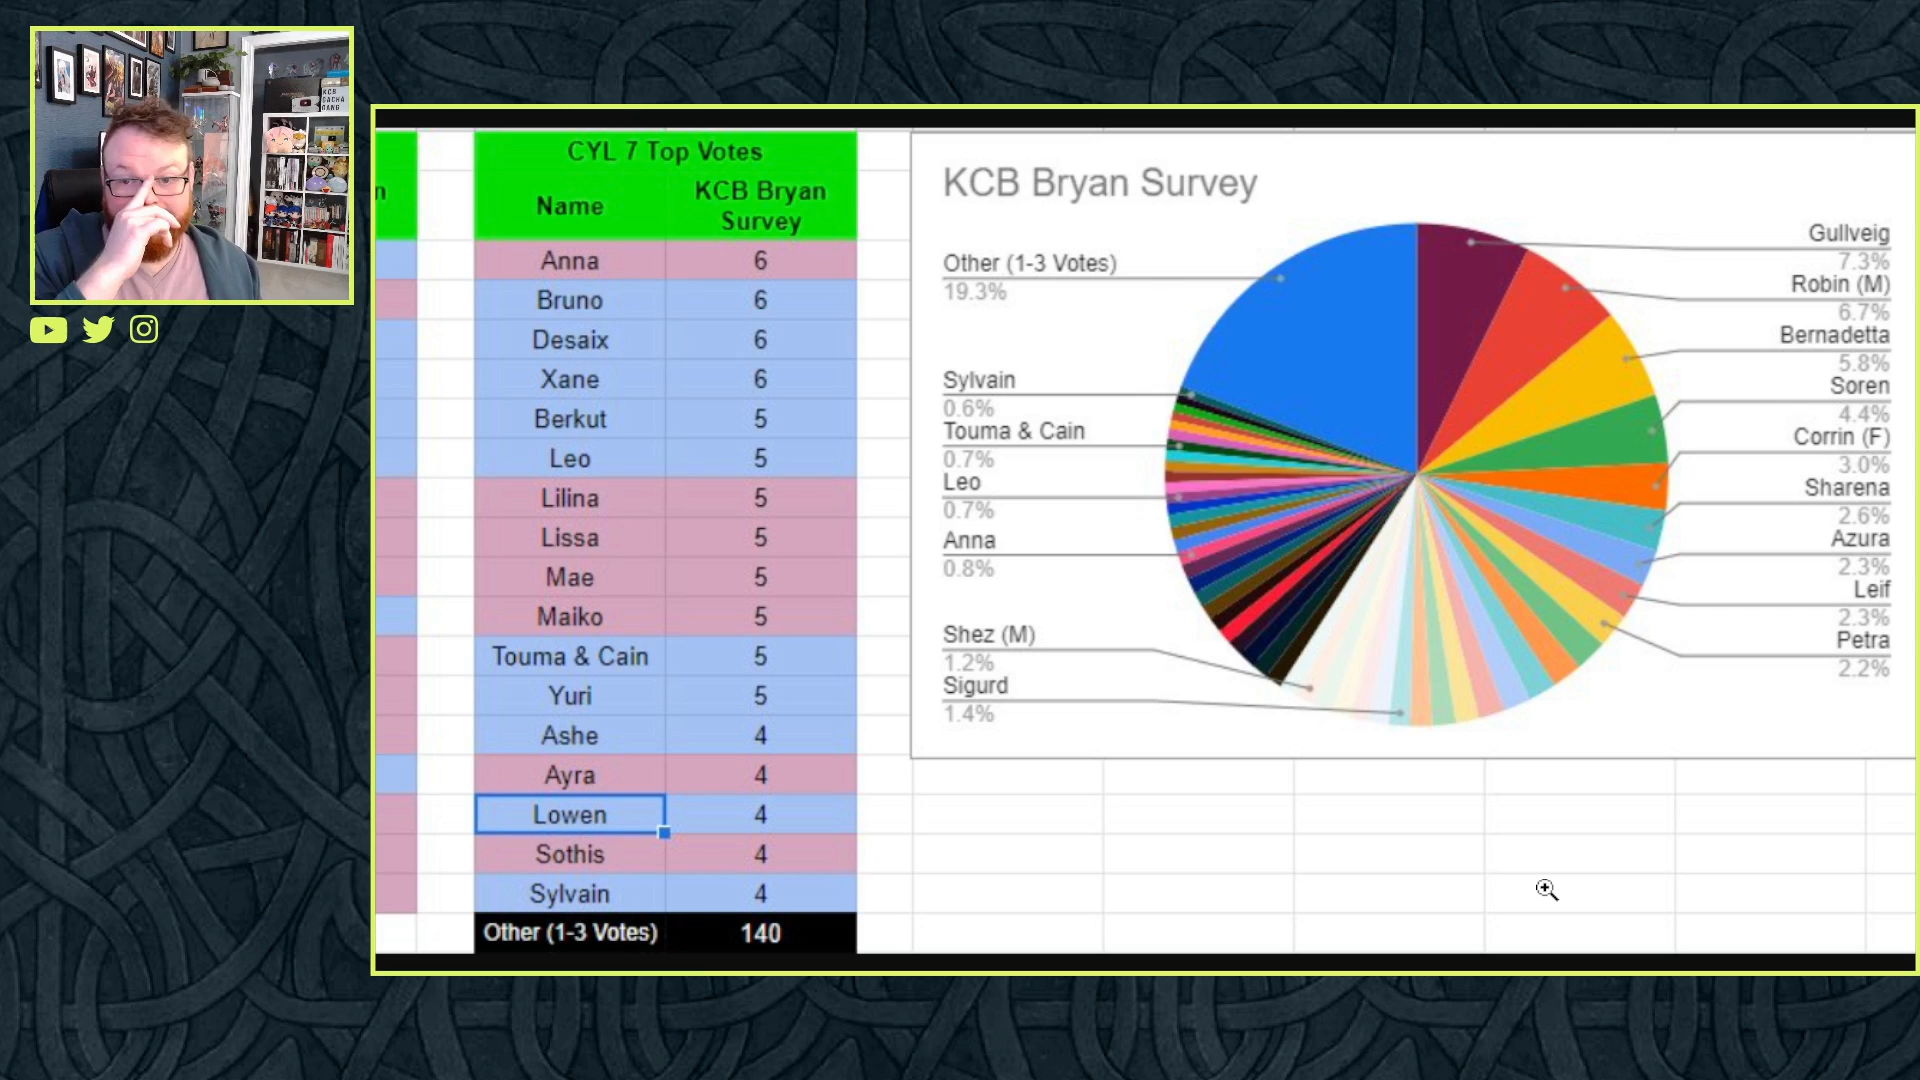 KCB
GACHA
GANG
n
CYL 7 Top Votes
Name
KCB Bryan
Survey
Anna 6
Bruno 6
Desaix 6
Xane 6
Berkut 5
Leo 5
Lilina 5
Lissa 5
Mae 5
Maiko 5
Touma & Cain 5
Yuri 5
Ashe 4
Ayra 4
Lowen 4
Sothis 4
Sylvain 4
Other (1-3 Votes) 140
KCB Bryan Survey
Other (1-3 Votes)
19.3%
Sylvain
0.6%
Touma & Cain
0.7%
Leo
0.7%
Anna
0.8%
Shez (M)
1.2%
Sigurd
1.4%
Gullveig
7.3%
Robin (M)
6.7%
Bernadetta
5.8%
Soren
4.4%
Corrin (F)
3.0%
Sharena
2.6%
Azura
2.3%
Leif
2.3%
Petra
2.2%